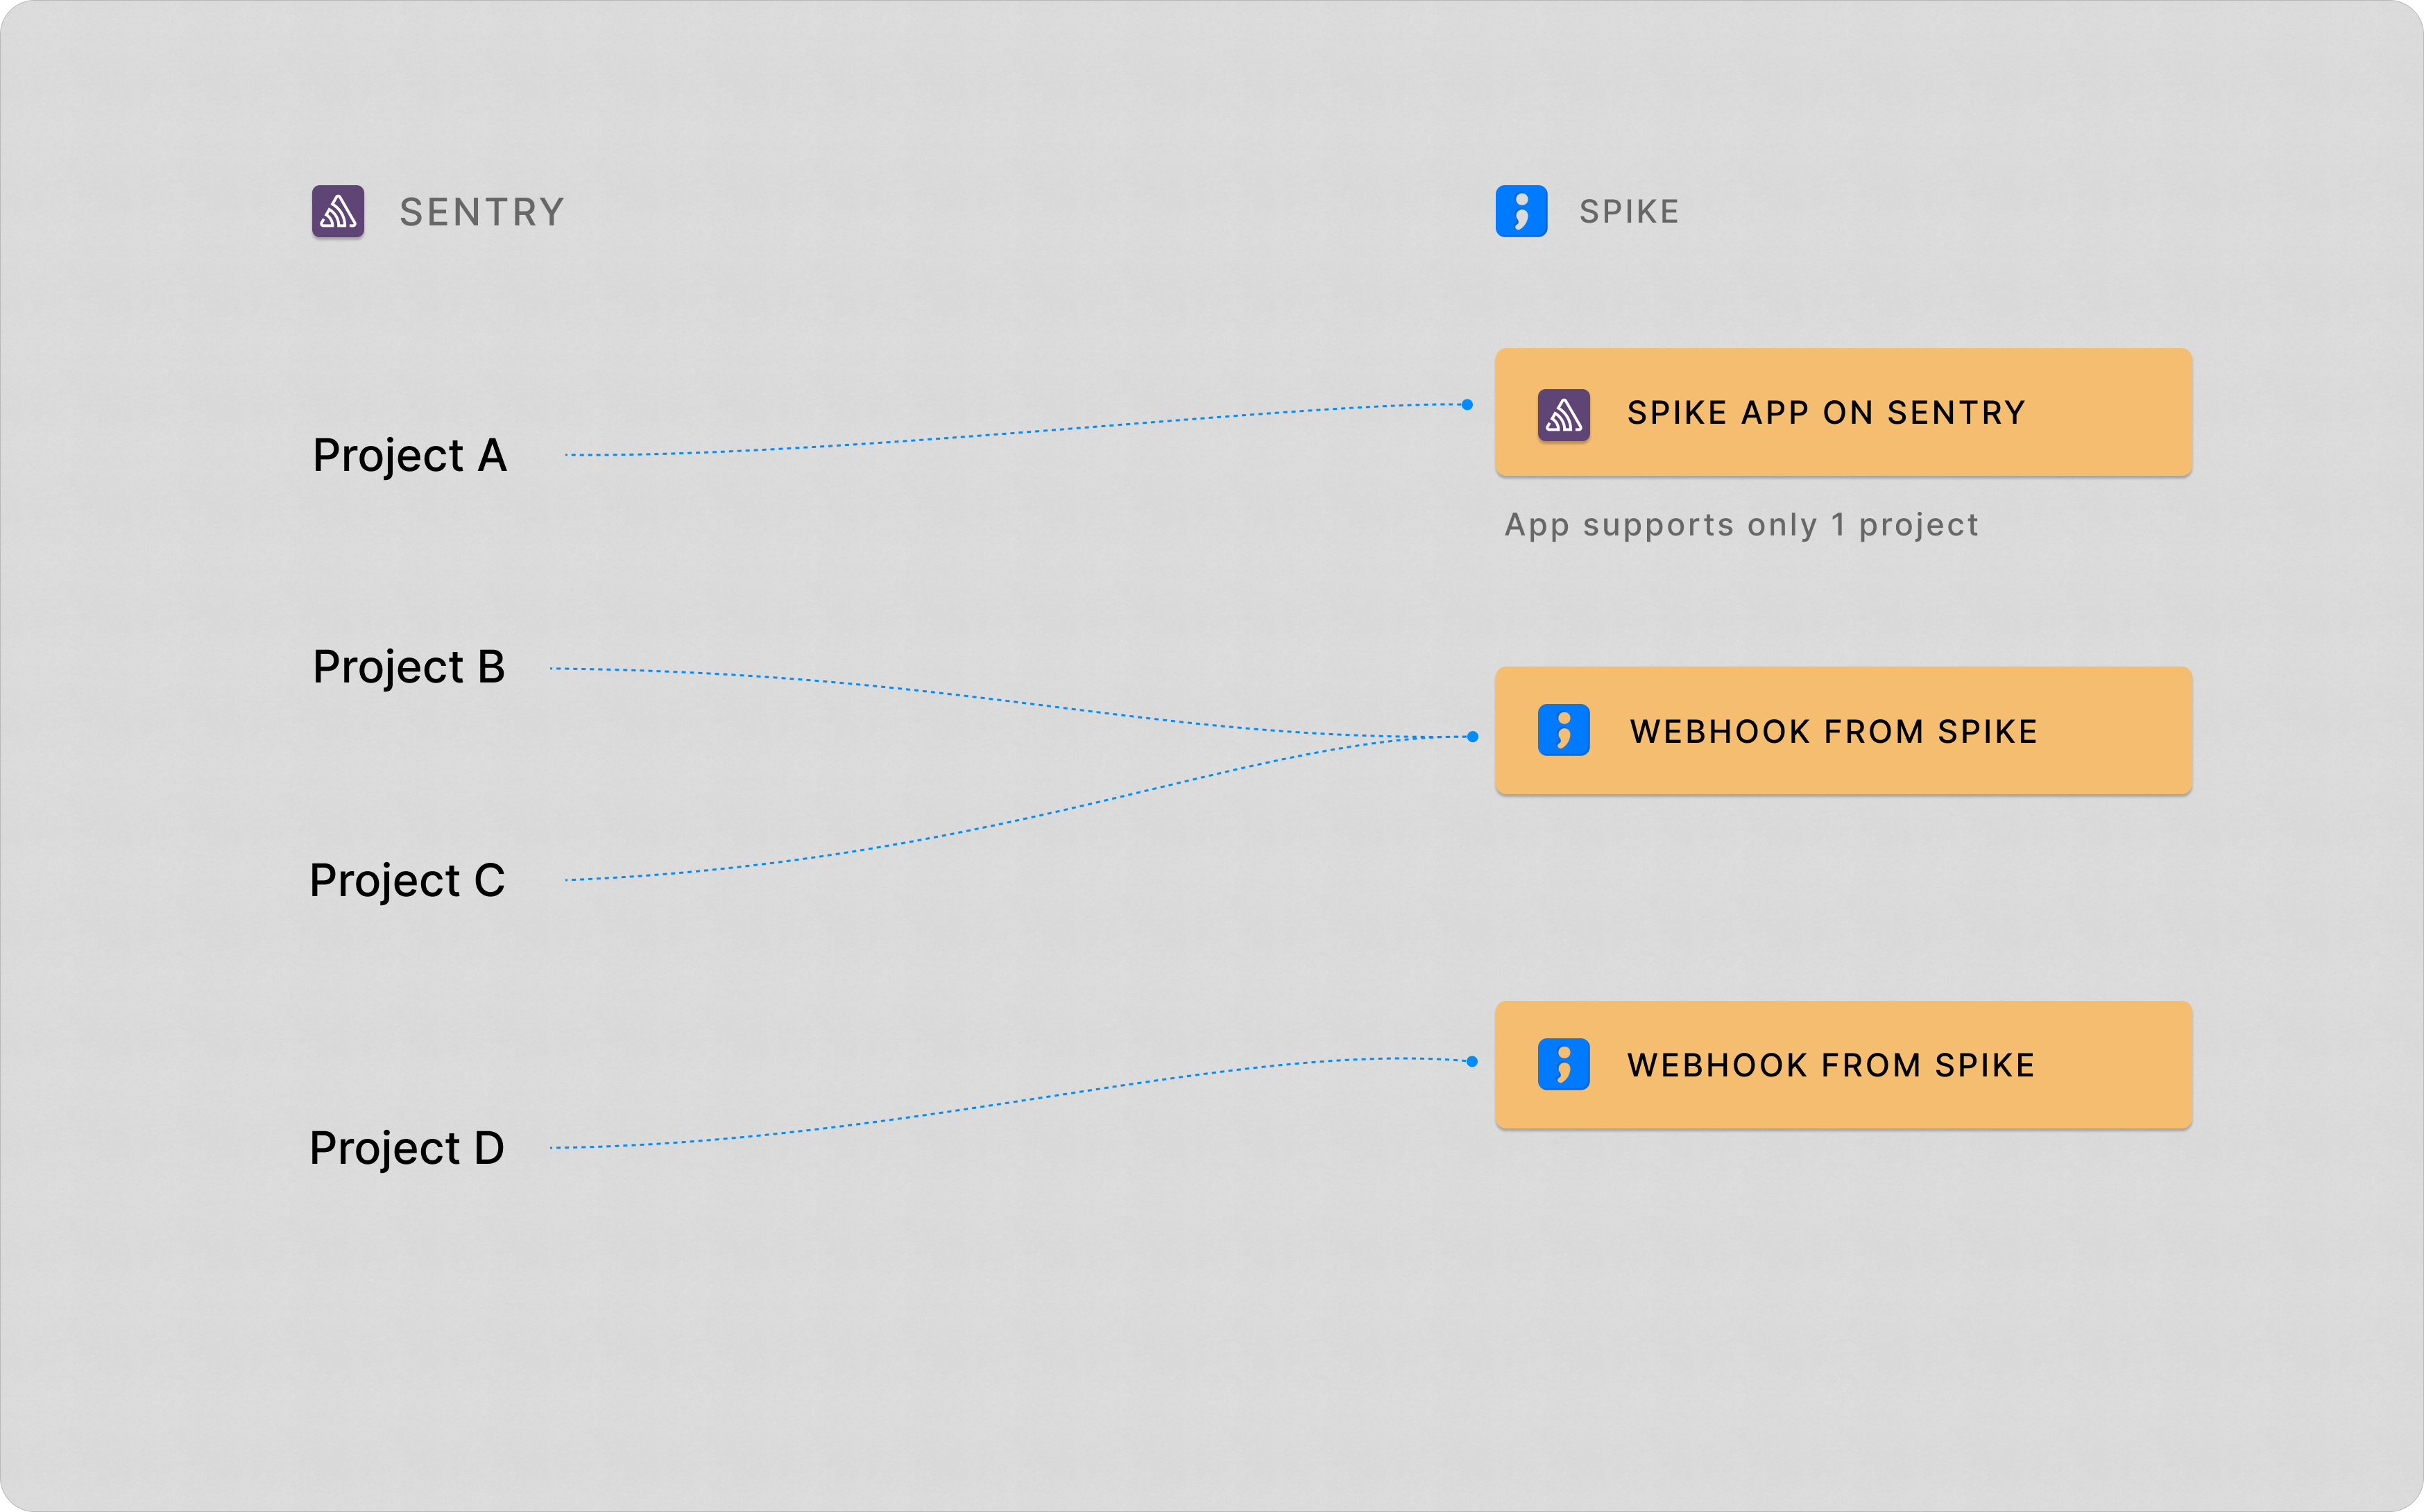 SENTRY
SPIKE
Project A
SPIKE APP ON SENTRY
App supports only 1 project
Project B
WEBHOOK FROM SPIKE
Project C
WEBHOOK FROM SPIKE
Project D